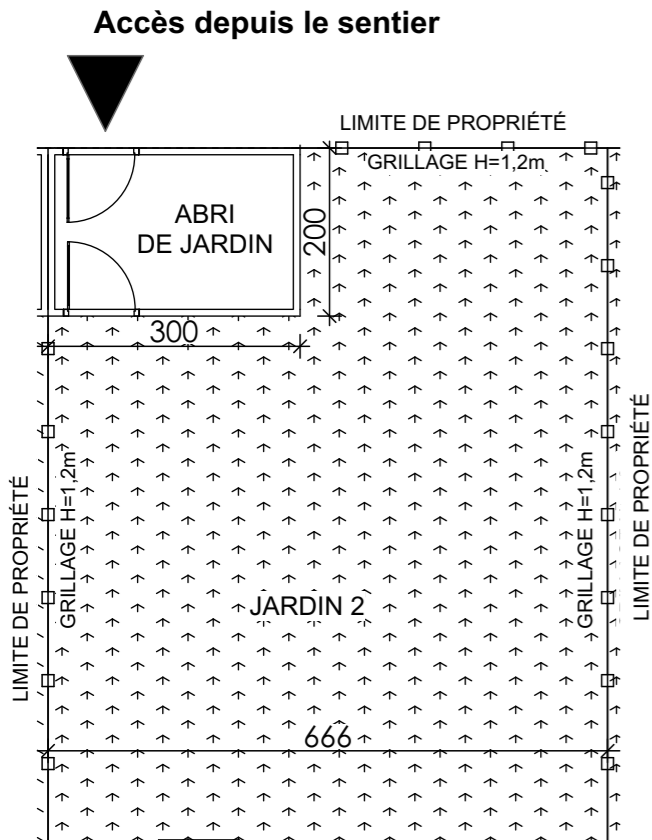 Accès depuis le sentier
LIMITE DE PROPRIÉTÉ
GRILLAGE H=1,2m
ABRI
DE JARDIN
200
300
LIMITE DE PROPRIÉTÉ
GRILLAGE H=1,2m
GRILLAGE H=1,2m
LIMITE DE PROPRIÉTÉ
JARDIN 2
666